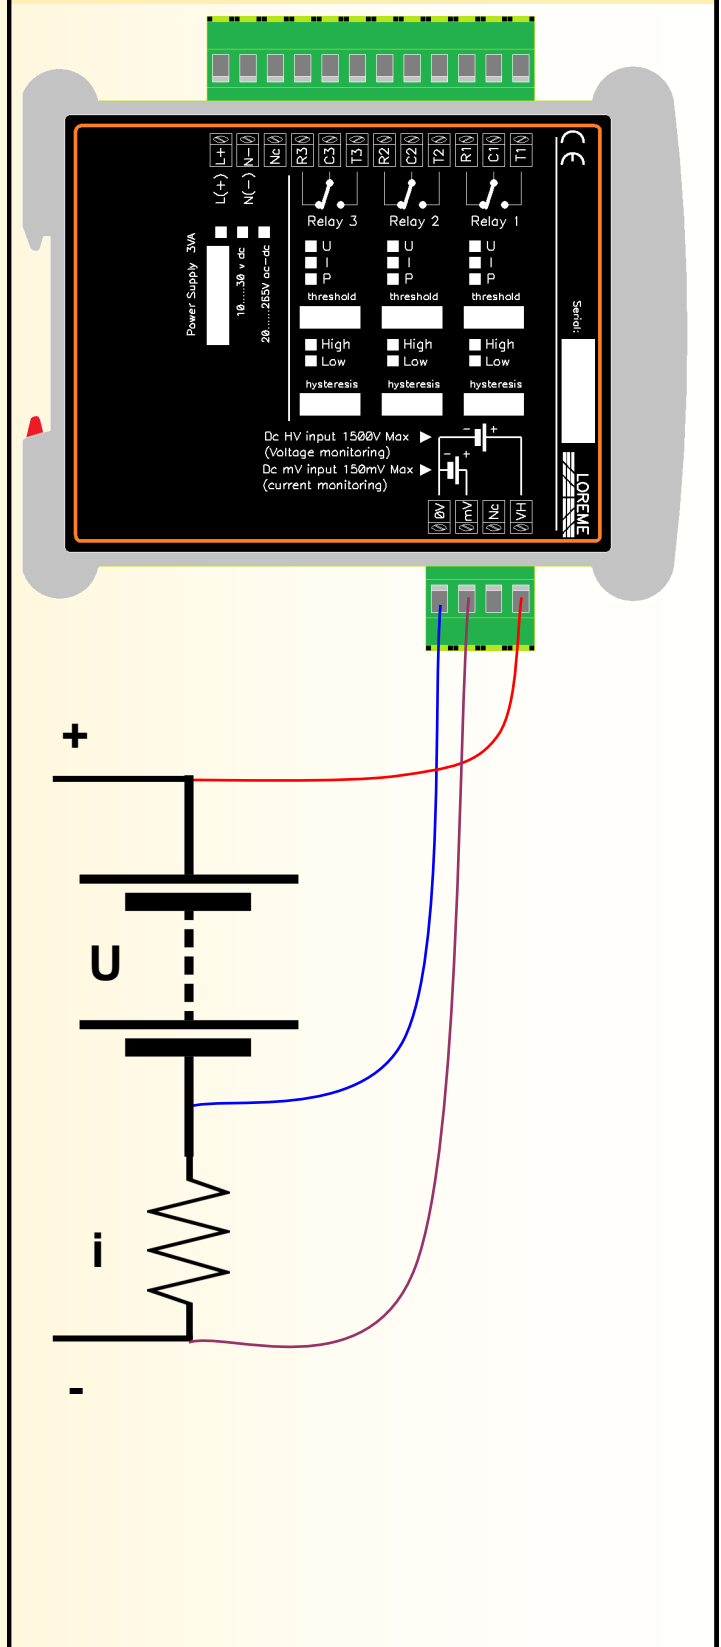 L+ N- Nc R3 C3 T3 R2 C2 T2 R1 C1 T1
L(+) N(-)
Relay 3 Relay 2 Relay 1
Power Supply 3VA
10....30 v dc
20.....265V ac-dc
U U U
I I I
P P P
threshold threshold threshold
High High High
Low Low Low
hysteresis hysteresis hysteresis
CE
Serial:
LOREME
Dc HV input 1500V Max - +
(Voltage monitoring)
Dc mV input 150mV Max - +
(current monitoring)
0V mV Nc VH
+
U
i
-